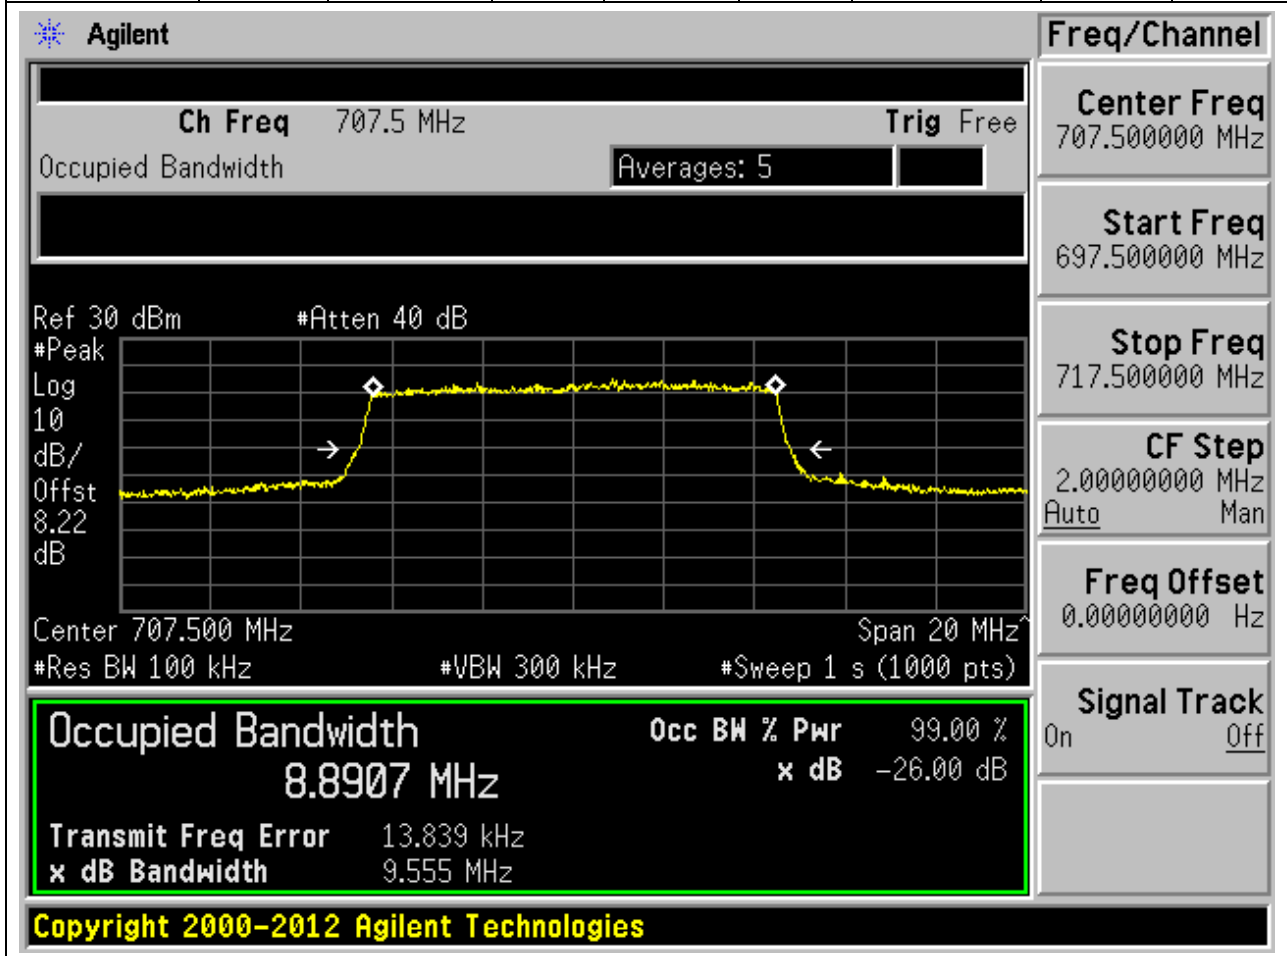 Agilent
Freq/Channel
Ch Freq 707.5 MHz Trig Free
Occupied Bandwidth Averages: 5
Center Freq
707.500000 MHz
Start Freq
697.500000 MHz
Stop Freq
717.500000 MHz
CF Step
2.00000000 MHz
Auto Man
Freq Offset
0.00000000 Hz
Signal Track
On Off
Ref 30 dBm #Atten 40 dB
#Peak
Log
10
dB/
Offst
8.22
dB
Center 707.500 MHz Span 20 MHz^
#Res BW 100 kHz #VBW 300 kHz #Sweep 1 s (1000 pts)
Occupied Bandwidth
8.8907 MHz
Occ BW % Pwr 99.00 %
x dB -26.00 dB
Transmit Freq Error 13.839 kHz
x dB Bandwidth 9.555 MHz
Copyright 2000-2012 Agilent Technologies